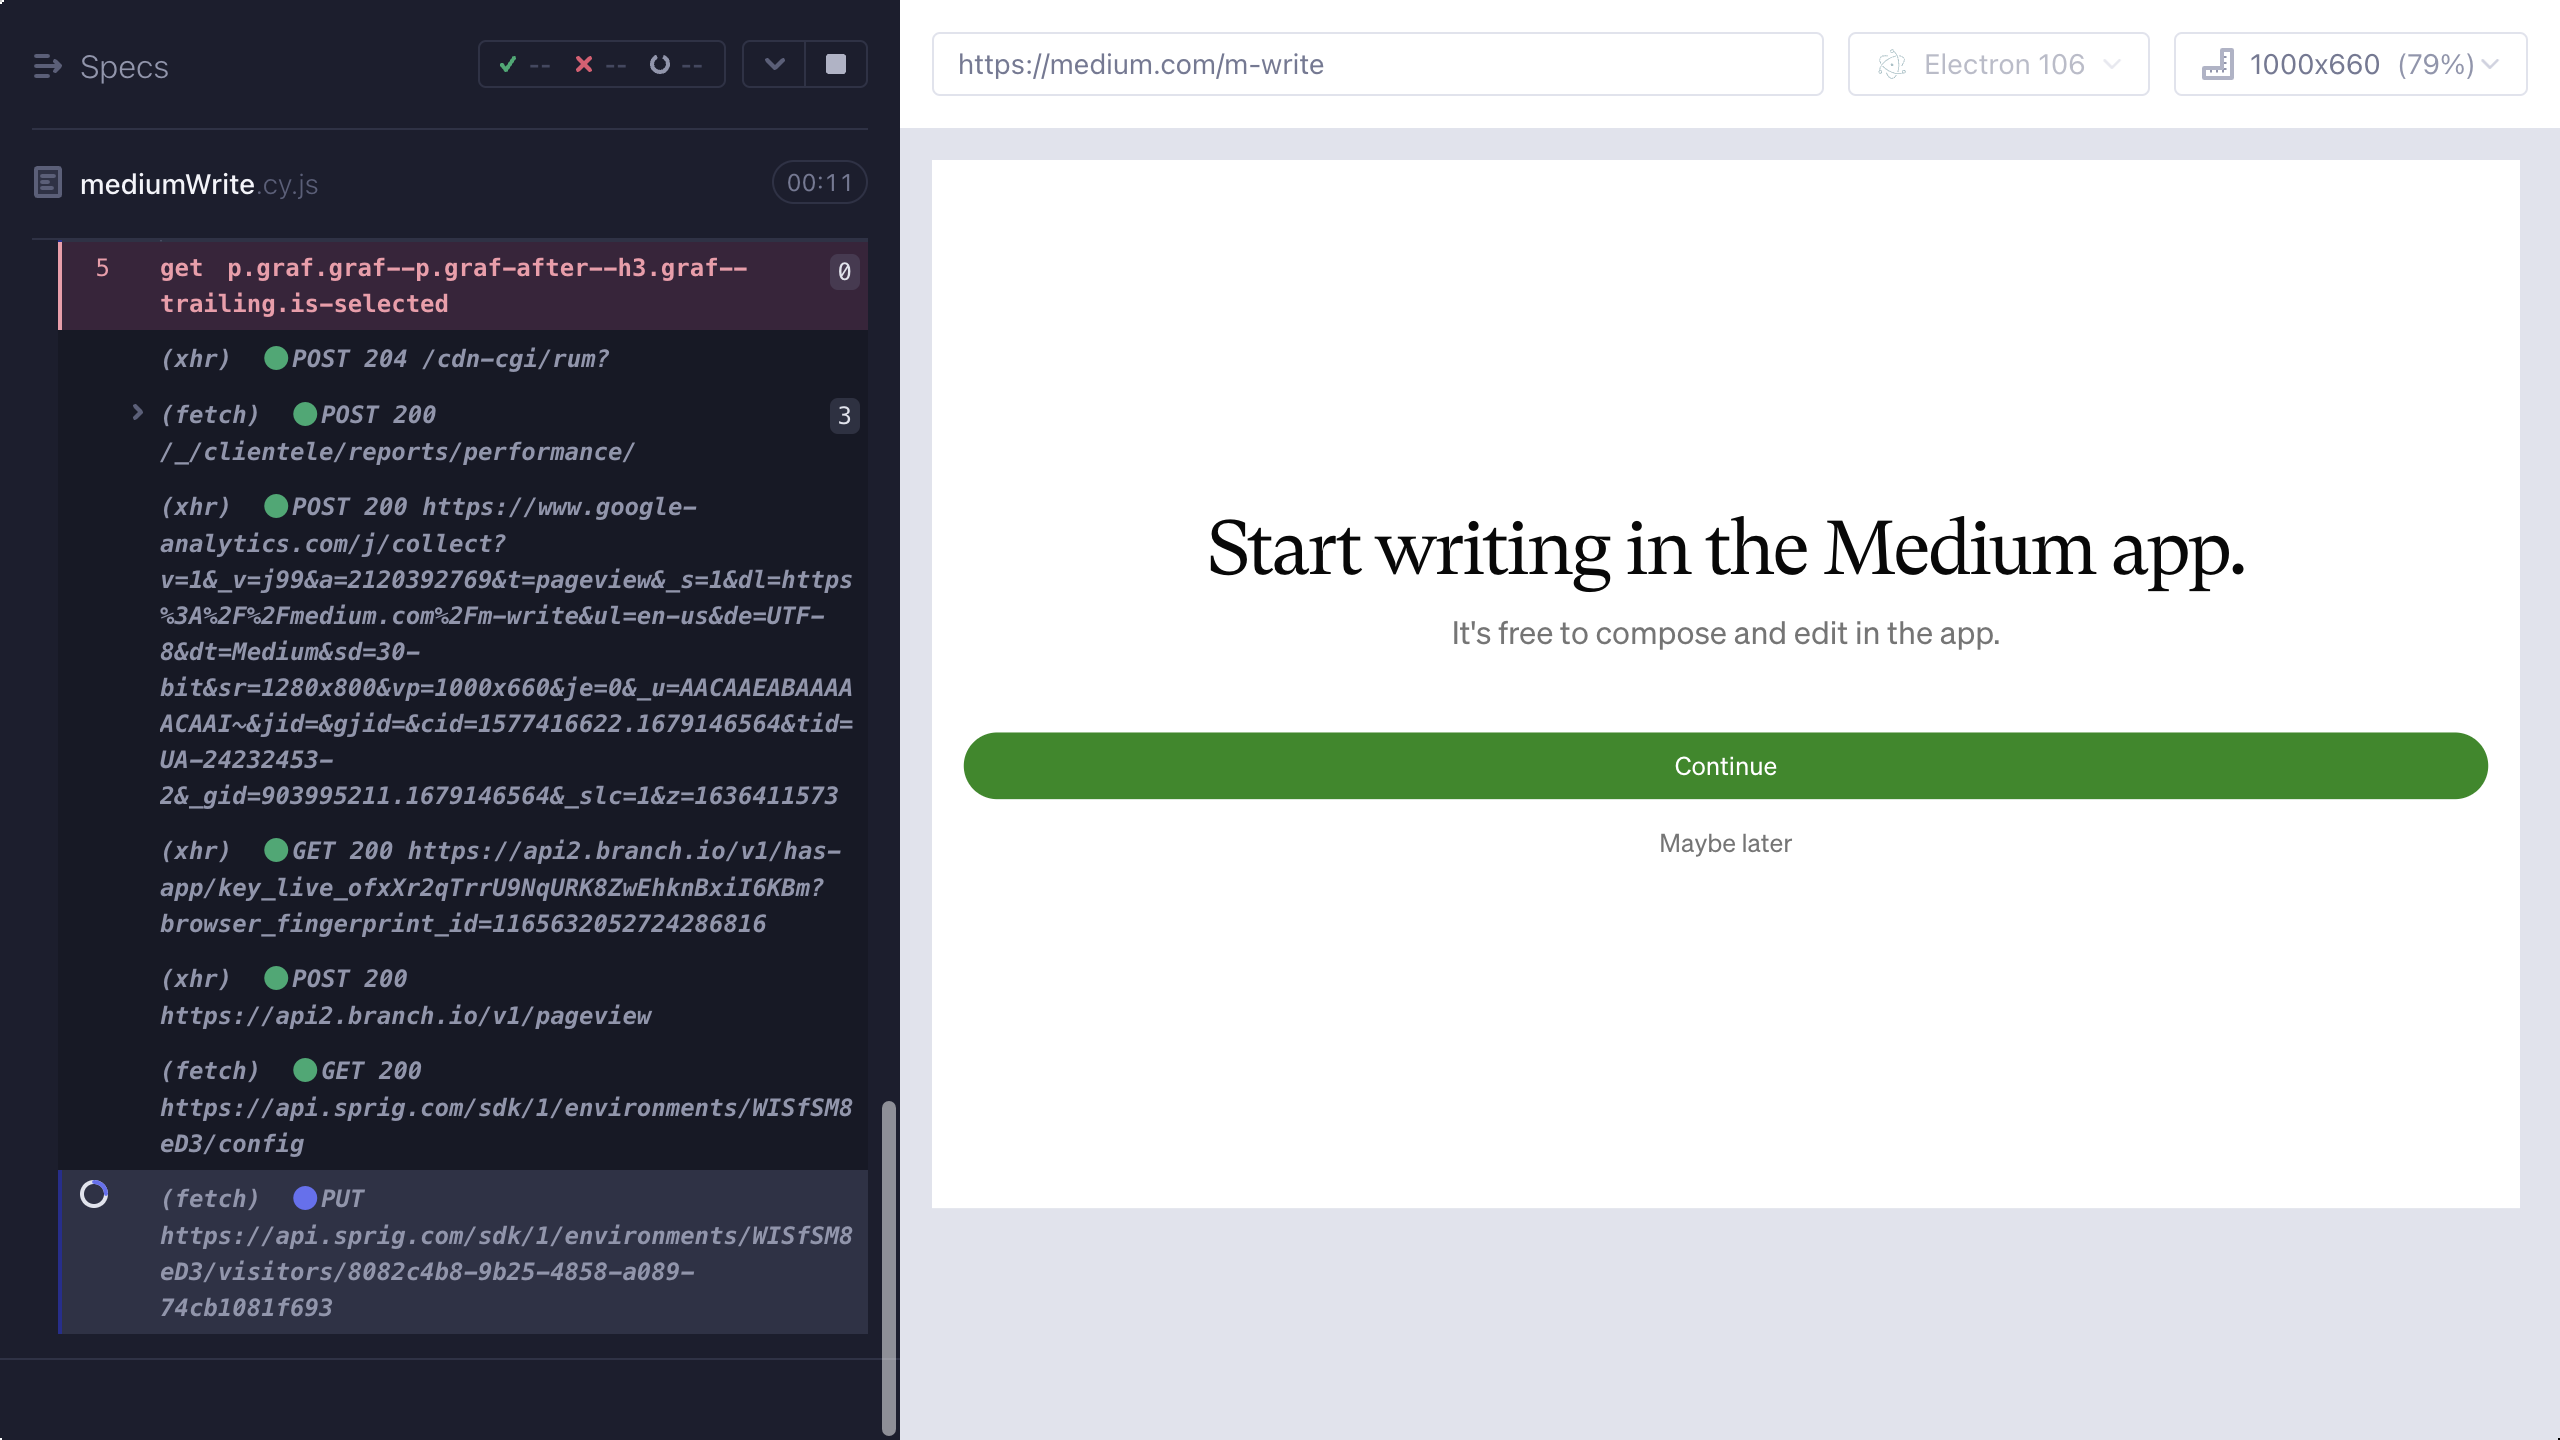 Specs
--
--
--
mediumWrite.cy.js
00:11
5 get p.graf.graf--p.graf-after--h3.graf--
trailing.is-selected
0
(xhr) POST 204 /cdn-cgi/rum?
(fetch) POST 200
3
/_/clientele/reports/performance/
(xhr) POST 200 https://www.google-
analytics.com/j/collect?
v=1&_v=j99&a=2120392769&t=pageview&_s=1&dl=https
%3A%2F%2Fmedium.com%2Fm-write&ul=en-us&de=UTF-
8&dt=Medium&sd=30-
bit&sr=1280x800&vp=1000x660&je=0&_u=AACAAEABAAAA
ACAAI~&jid=&gjid=&cid=1577416622.1679146564&tid=
UA-24232453-
2&_gid=903995211.1679146564&_slc=1&z=1636411573
(xhr) GET 200 https://api2.branch.io/v1/has-
app/key_live_ofxXr2qTrrU9NqURK8ZwEhknBxiI6KBm?
browser_fingerprint_id=1165632052724286816
(xhr) POST 200
https://api2.branch.io/v1/pageview
(fetch) GET 200
https://api.sprig.com/sdk/1/environments/WISfSM8
eD3/config
(fetch) PUT
https://api.sprig.com/sdk/1/environments/WISfSM8
eD3/visitors/8082c4b8-9b25-4858-a089-
74cb1081f693
https://medium.com/m-write
Electron 106
1000x660 (79%)
Start writing in the Medium app.
It's free to compose and edit in the app.
Continue
Maybe later